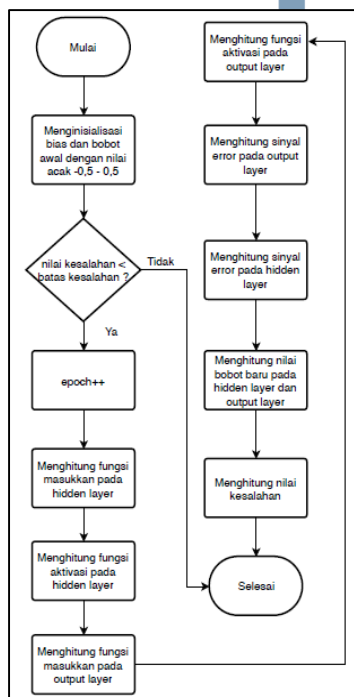 Mulai
Menginisialisasi
bias dan bobot
awal dengan nilai
acak -0,5 - 0,5
nilai kesalahan <
batas kesalahan ?
Tidak
Ya
epoch++
Menghitung fungsi
masukkan pada
hidden layer
Menghitung fungsi
aktivasi pada
hidden layer
Menghitung fungsi
masukkan pada
output layer
Menghitung fungsi
aktivasi pada
output layer
Menghitung sinyal
error pada output
layer
Menghitung sinyal
error pada hidden
layer
Menghitung nilai
bobot baru pada
hidden layer dan
output layer
Menghitung nilai
kesalahan
Selesai